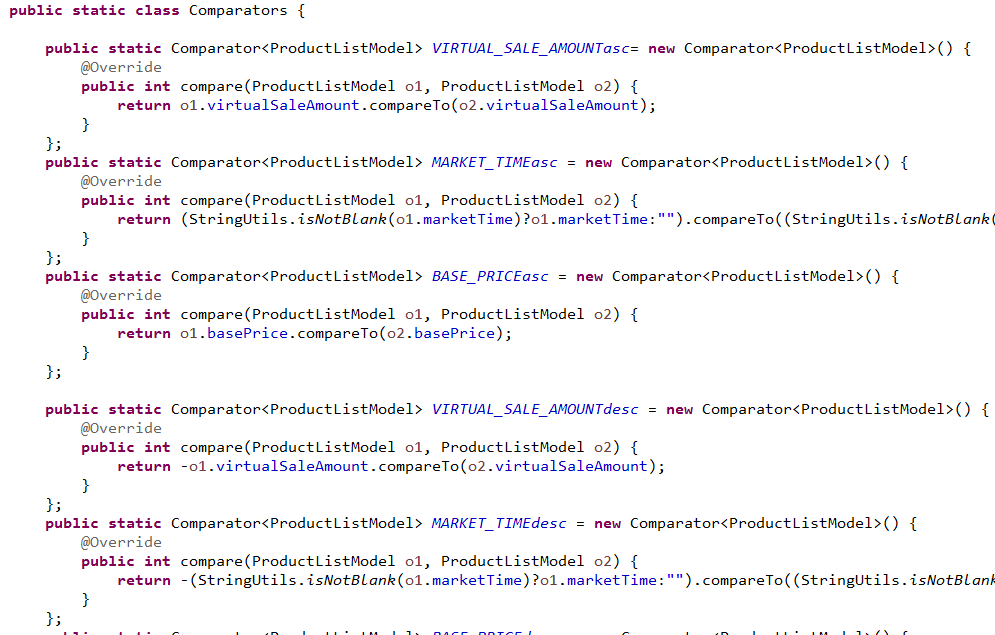 public static class Comparators {
public static Comparator<ProductListModel> VIRTUAL_SALE_AMOUNTasc= new Comparator<ProductListModel>() {
@Override
public int compare(ProductListModel o1, ProductListModel o2) {
return o1.virtualSaleAmount.compareTo(o2.virtualSaleAmount);
}
};
public static Comparator<ProductListModel> MARKET_TIMEasc = new Comparator<ProductListModel>() {
@Override
public int compare(ProductListModel o1, ProductListModel o2) {
return (StringUtils.isNotBlank(o1.marketTime)?o1.marketTime:"").compareTo((StringUtils.isNotBlank(
}
};
public static Comparator<ProductListModel> BASE_PRICEasc = new Comparator<ProductListModel>() {
@Override
public int compare(ProductListModel o1, ProductListModel o2) {
return o1.basePrice.compareTo(o2.basePrice);
}
};
public static Comparator<ProductListModel> VIRTUAL_SALE_AMOUNTdesc = new Comparator<ProductListModel>() {
@Override
public int compare(ProductListModel o1, ProductListModel o2) {
return -o1.virtualSaleAmount.compareTo(o2.virtualSaleAmount);
}
};
public static Comparator<ProductListModel> MARKET_TIMEdesc = new Comparator<ProductListModel>() {
@Override
public int compare(ProductListModel o1, ProductListModel o2) {
return -(StringUtils.isNotBlank(o1.marketTime)?o1.marketTime:"").compareTo((StringUtils.isNotBlank
}
};